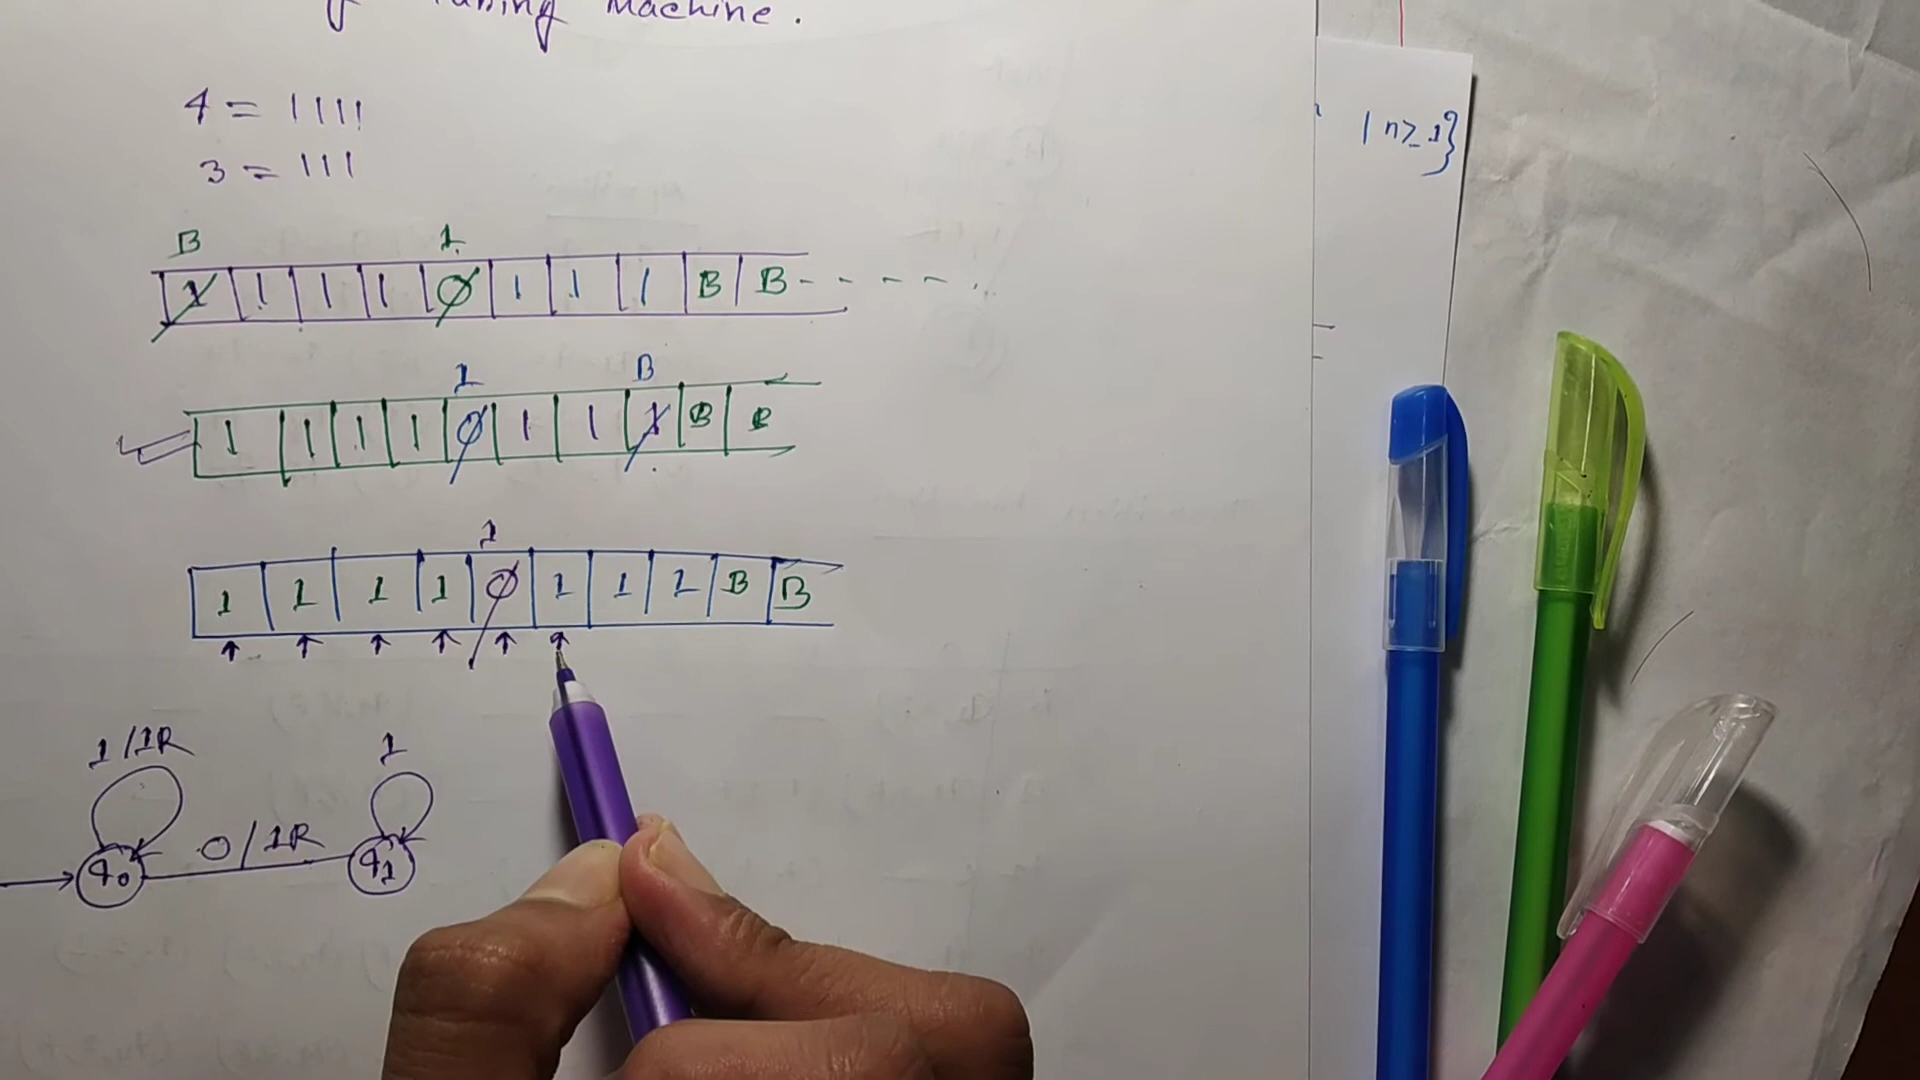 Turing Machine.
4 = 1111
3 = 111
| n ≥ 1}
B 1
1 1 1 1 0 1 1 1 B B - - - - .
1 B
1 1 1 1 0 1 1 1 B B
1
1 1 1 1 0 1 1 1 B B
↑ ↑ ↑ ↑ ↑ ↑
1/1R 1
0/1R
q0 q1